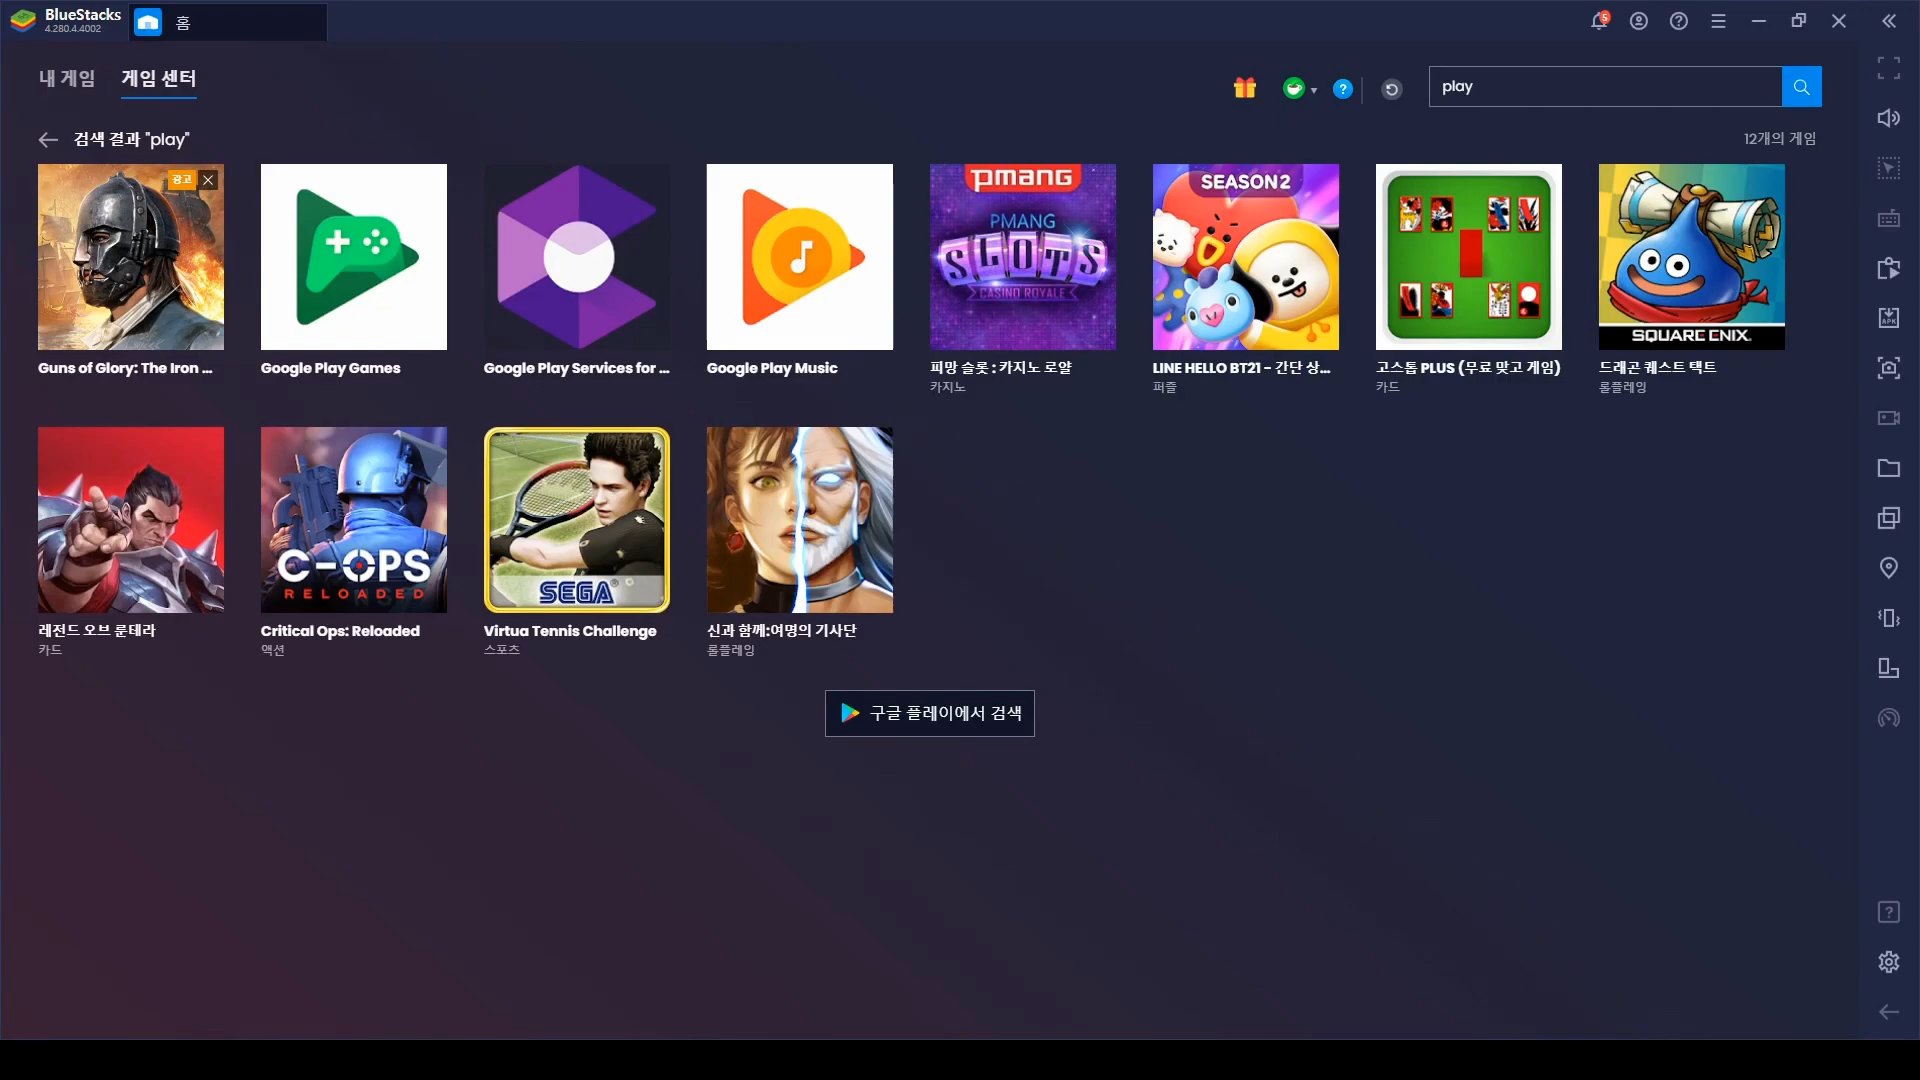 BlueStacks
4.280.4.4002
홈
5
내 게임
게임 센터
?
play
검색 결과 "play"
12개의 게임
광고
pmang
PMANG
SLOTS
CASINO ROYALE
SEASON2
SQUARE ENIX.
Guns of Glory: The Iron ...
Google Play Games
Google Play Services for ...
Google Play Music
피망 슬롯 : 카지노 로얄
카지노
LINE HELLO BT21 - 간단 상...
퍼즐
고스톱 PLUS (무료 맞고 게임)
카드
드래곤 퀘스트 택트
롤플레잉
C-OPS
RELOADED
SEGA®
레전드 오브 룬테라
카드
Critical Ops: Reloaded
액션
Virtua Tennis Challenge
스포츠
신과 함께:여명의 기사단
롤플레잉
구글 플레이에서 검색
APK
?